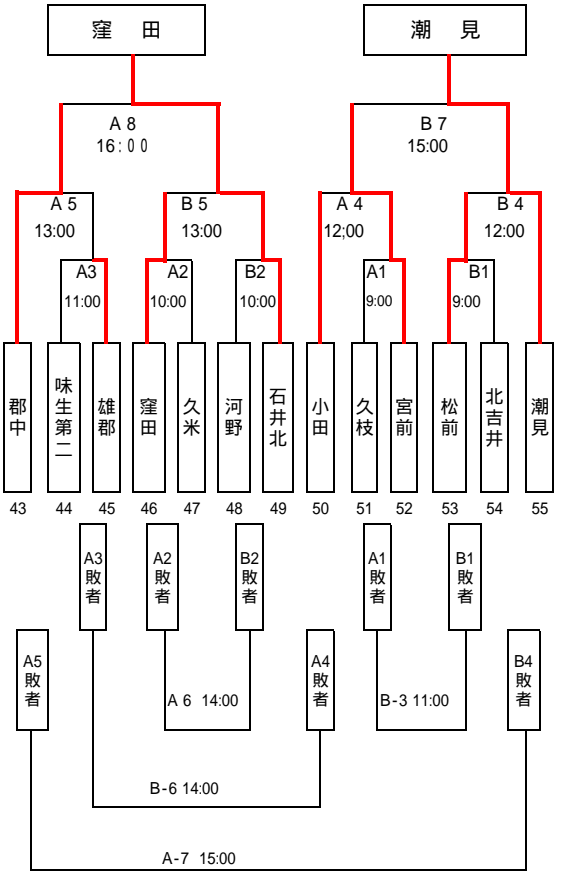 窪 田
潮 見
A 8
16:00
B 7
15:00
A 5
13:00
B 5
13:00
A 4
12;00
B 4
12:00
A3
11:00
A2
10:00
B2
10:00
A1
9:00
B1
9:00
郡中
味生第二
雄郡
窪田
久米
河野
石井北
小田
久枝
宮前
松前
北吉井
潮見
43 44 45 46 47 48 49 50 51 52 53 54 55
A3敗者
A2敗者
B2敗者
A1敗者
B1敗者
A5敗者
A4敗者
B4敗者
A 6 14:00
B-3 11:00
B-6 14:00
A-7 15:00